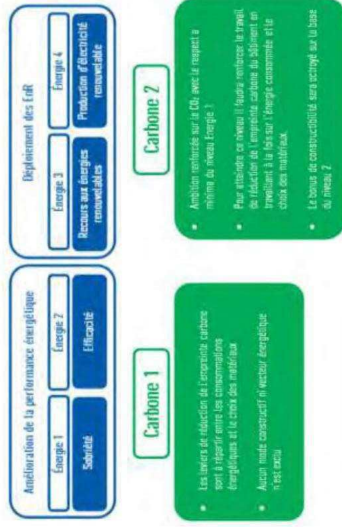 Amélioration de la performance énergétique
Énergie 1
Énergie 2
Sobriété
Efficacité
Déploiement des EnR
Énergie 3
Énergie 4
Recours aux énergies
renouvelables
Production d'électricité
renouvelable
Carbone 1
• Les leviers de réduction de l'empreinte carbone
sont à répartir entre les consommations
énergétiques et le choix des matériaux
• Aucun mode constructif ni vecteur énergétique
n'est exclu
Carbone 2
• Ambition renforcée sur le CO₂ avec le respect a
minima du niveau Energie 1
• Pour atteindre ce niveau il faudra renforcer le travail
de réduction de l'empreinte carbone du bâtiment en
travaillant à la fois sur l'énergie consommée et le
choix des matériaux.
• Le bonus de constructibilité sera octroyé sur la base
du niveau 2.